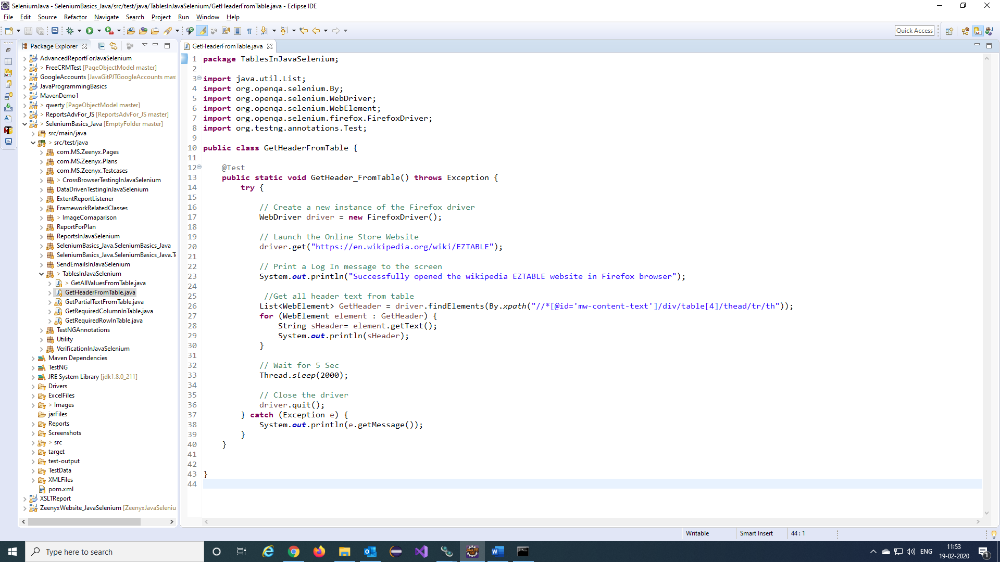 SeleniumJava - SeleniumBasics_Java/src/test/java/TablesInJavaSelenium/GetHeaderFromTable.java - Eclipse IDE
File Edit Source Refactor Navigate Search Project Run Window Help
Quick Access
Package Explorer
AdvancedReportForJavaSelenium
> FreeCRMTest [PageObjectModel master]
GoogleAccounts [JavaGitPJTGoogleAccounts mas
JavaProgrammingBasics
MavenDemo1
> qwerty [PageObjectModel master]
> ReportsAdvFor_JS [ReportsAdvFor_JS master]
> SeleniumBasics_Java [EmptyFolder master]
src/main/java
> src/test/java
com.MS.Zeenyx.Pages
com.MS.Zeenyx.Plans
com.MS.Zeenyx.Testcases
> CrossBrowserTestingInJavaSelenium
DataDrivenTestingInJavaSelenium
ExtentReportListener
FrameworkRelatedClasses
> ImageComaparison
ReportForPlan
ReportsInJavaSelenium
SeleniumBasics_Java.SeleniumBasics_Java
SeleniumBasics_Java.SeleniumBasics_Java.T
SendEmailsInJavaSelenium
> TablesInJavaSelenium
> GetAllValuesFromTable.java
GetHeaderFromTable.java
GetPartialTextFromTable.java
GetRequiredColumnInTable.java
GetRequiredRowInTable.java
TestNGAnnotations
Utility
VerificationInJavaSelenium
Maven Dependencies
TestNG
JRE System Library [jdk1.8.0_211]
Drivers
ExcelFiles
> Images
jarFiles
Reports
Screenshots
> src
target
test-output
TestData
XMLFiles
pom.xml
XSLTReport
ZeenyxWebsite_JavaSelenium [ZeenyxJavaSeleniu
GetHeaderFromTable.java
1 package TablesInJavaSelenium;
2
3 import java.util.List;
4 import org.openqa.selenium.By;
5 import org.openqa.selenium.WebDriver;
6 import org.openqa.selenium.WebElement;
7 import org.openqa.selenium.firefox.FirefoxDriver;
8 import org.testng.annotations.Test;
9
10 public class GetHeaderFromTable {
11
12 @Test
13 public static void GetHeader_FromTable() throws Exception {
14 try {
15
16 // Create a new instance of the Firefox driver
17 WebDriver driver = new FirefoxDriver();
18
19 // Launch the Online Store Website
20 driver.get("https://en.wikipedia.org/wiki/EZTABLE");
21
22 // Print a Log In message to the screen
23 System.out.println("Successfully opened the wikipedia EZTABLE website in Firefox browser");
24
25 //Get all header text from table
26 List<WebElement> GetHeader = driver.findElements(By.xpath("//*[@id='mw-content-text']/div/table[4]/thead/tr/th"));
27 for (WebElement element : GetHeader) {
28 String sHeader= element.getText();
29 System.out.println(sHeader);
30 }
31
32 // Wait for 5 Sec
33 Thread.sleep(2000);
34
35 // Close the driver
36 driver.quit();
37 } catch (Exception e) {
38 System.out.println(e.getMessage());
39 }
40 }
41
42
43 }
44
Writable Smart Insert 44 : 1
Type here to search
ENG
11:53
19-02-2020
1